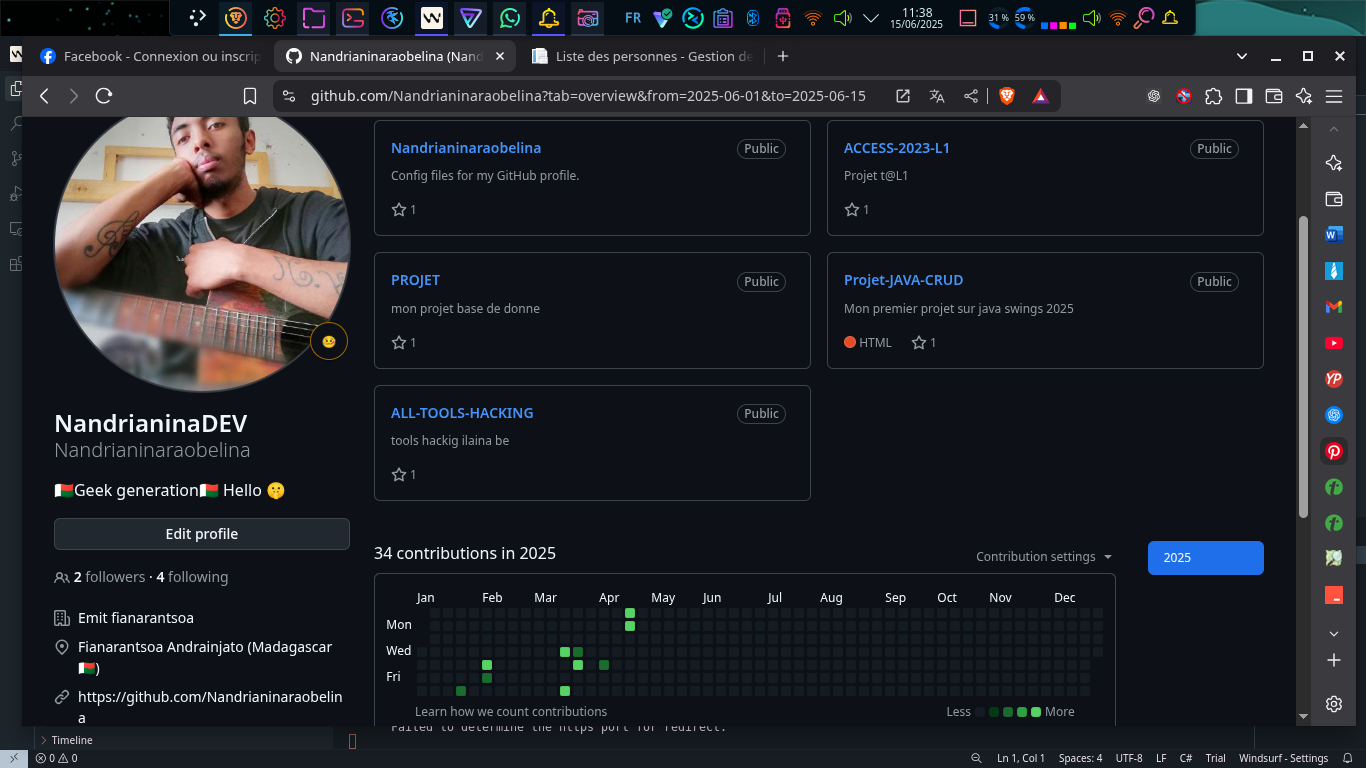 FR
11:38
15/06/2025
31 %
59 %
Facebook - Connexion ou inscrip
Nandrianinaraobelina (Nand
Liste des personnes - Gestion de
github.com/Nandrianinaraobelina?tab=overview&from=2025-06-01&to=2025-06-15
Nandrianinaraobelina
Public
Config files for my GitHub profile.
1
ACCESS-2023-L1
Public
Projet t@L1
1
PROJET
Public
mon projet base de donne
1
Projet-JAVA-CRUD
Public
Mon premier projet sur java swings 2025
HTML
1
ALL-TOOLS-HACKING
Public
tools hackig ilaina be
1
NandrianinaDEV
Nandrianinaraobelina
🇲🇬Geek generation🇲🇬 Hello 🤫
Edit profile
2 followers · 4 following
Emit fianarantsoa
Fianarantsoa Andrainjato (Madagascar
🇲🇬)
https://github.com/Nandrianinaraobelin
a
34 contributions in 2025
Contribution settings
2025
Jan Feb Mar Apr May Jun Jul Aug Sep Oct Nov Dec
Mon
Wed
Fri
Learn how we count contributions
Less
More
YP
Failed to determine the https port for redirect.
Timeline
0 0
Ln 1, Col 1
Spaces: 4
UTF-8
LF
C#
Trial
Windsurf - Settings